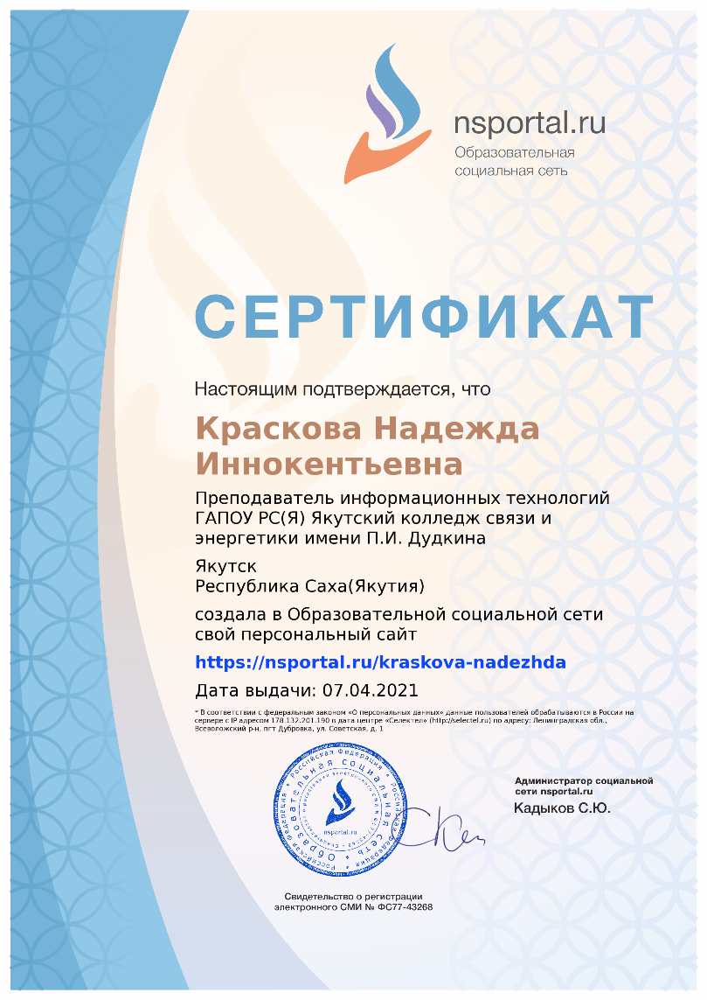 nsportal.ru
Образовательная
социальная сеть
СЕРТИФИКАТ
Настоящим подтверждается, что
Краскова Надежда
Иннокентьевна
Преподаватель информационных технологий
ГАПОУ РС(Я) Якутский колледж связи и
энергетики имени П.И. Дудкина
Якутск
Республика Саха(Якутия)
создала в Образовательной социальной сети
свой персональный сайт
https://nsportal.ru/kraskova-nadezhda
Дата выдачи: 07.04.2021
* В соответствии с федеральным законом «О персональных данных» данные пользователей обрабатываются в России на
сервере с IP адресом 178.132.201.190 в дата центре «Селектел» (http://selectel.ru) по адресу: Ленинградская обл.,
Всеволожский р-н, пгт Дубровка, ул. Советская, д. 1
Российская Федерация • Российская Федерация • Российская Федерация
Образовательная социальная сеть
nsportal.ru
Администратор социальной
сети nsportal.ru
Кадыков С.Ю.
Свидетельство о регистрации
электронного СМИ № ФС77-43268